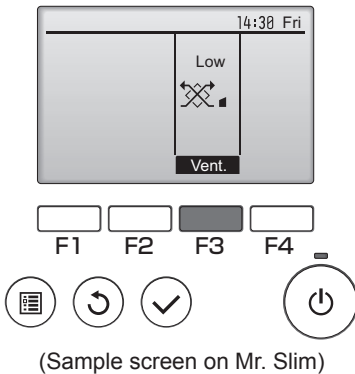 14:30 Fri
Low
Vent.
F1 F2 F3 F4
(Sample screen on Mr. Slim)